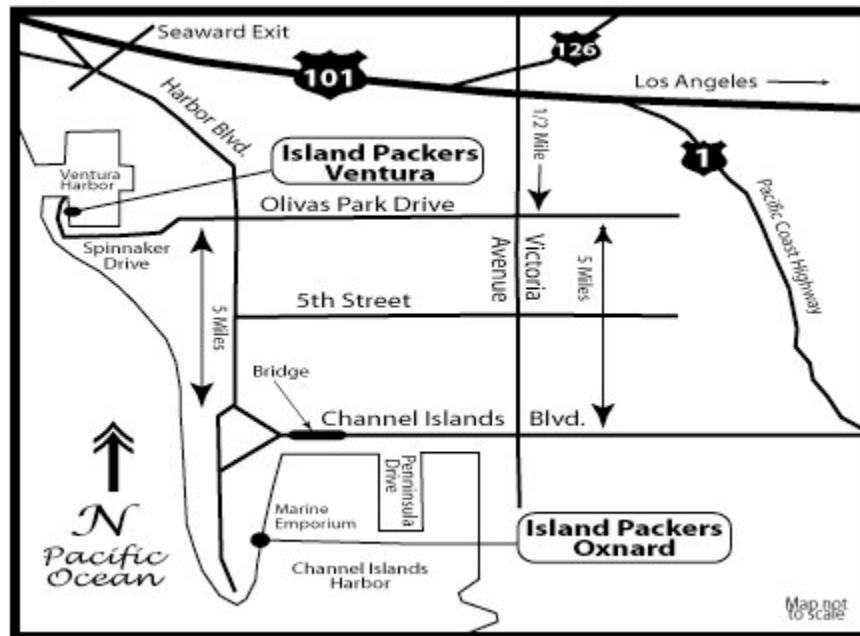 Seaward Exit
101
126
Los Angeles
Harbor Blvd.
1/2 Mile
1
Island Packers
Ventura
Ventura
Harbor
Pacific Coast Highway
Olivas Park Drive
Spinnaker
Drive
Victoria
Avenue
5 Miles
5 Miles
5th Street
Bridge
Channel Islands Blvd.
Penninsula
Drive
Marine
Emporium
Island Packers
Oxnard
Channel Islands
Harbor
N
Pacific
Ocean
Map not
to scale